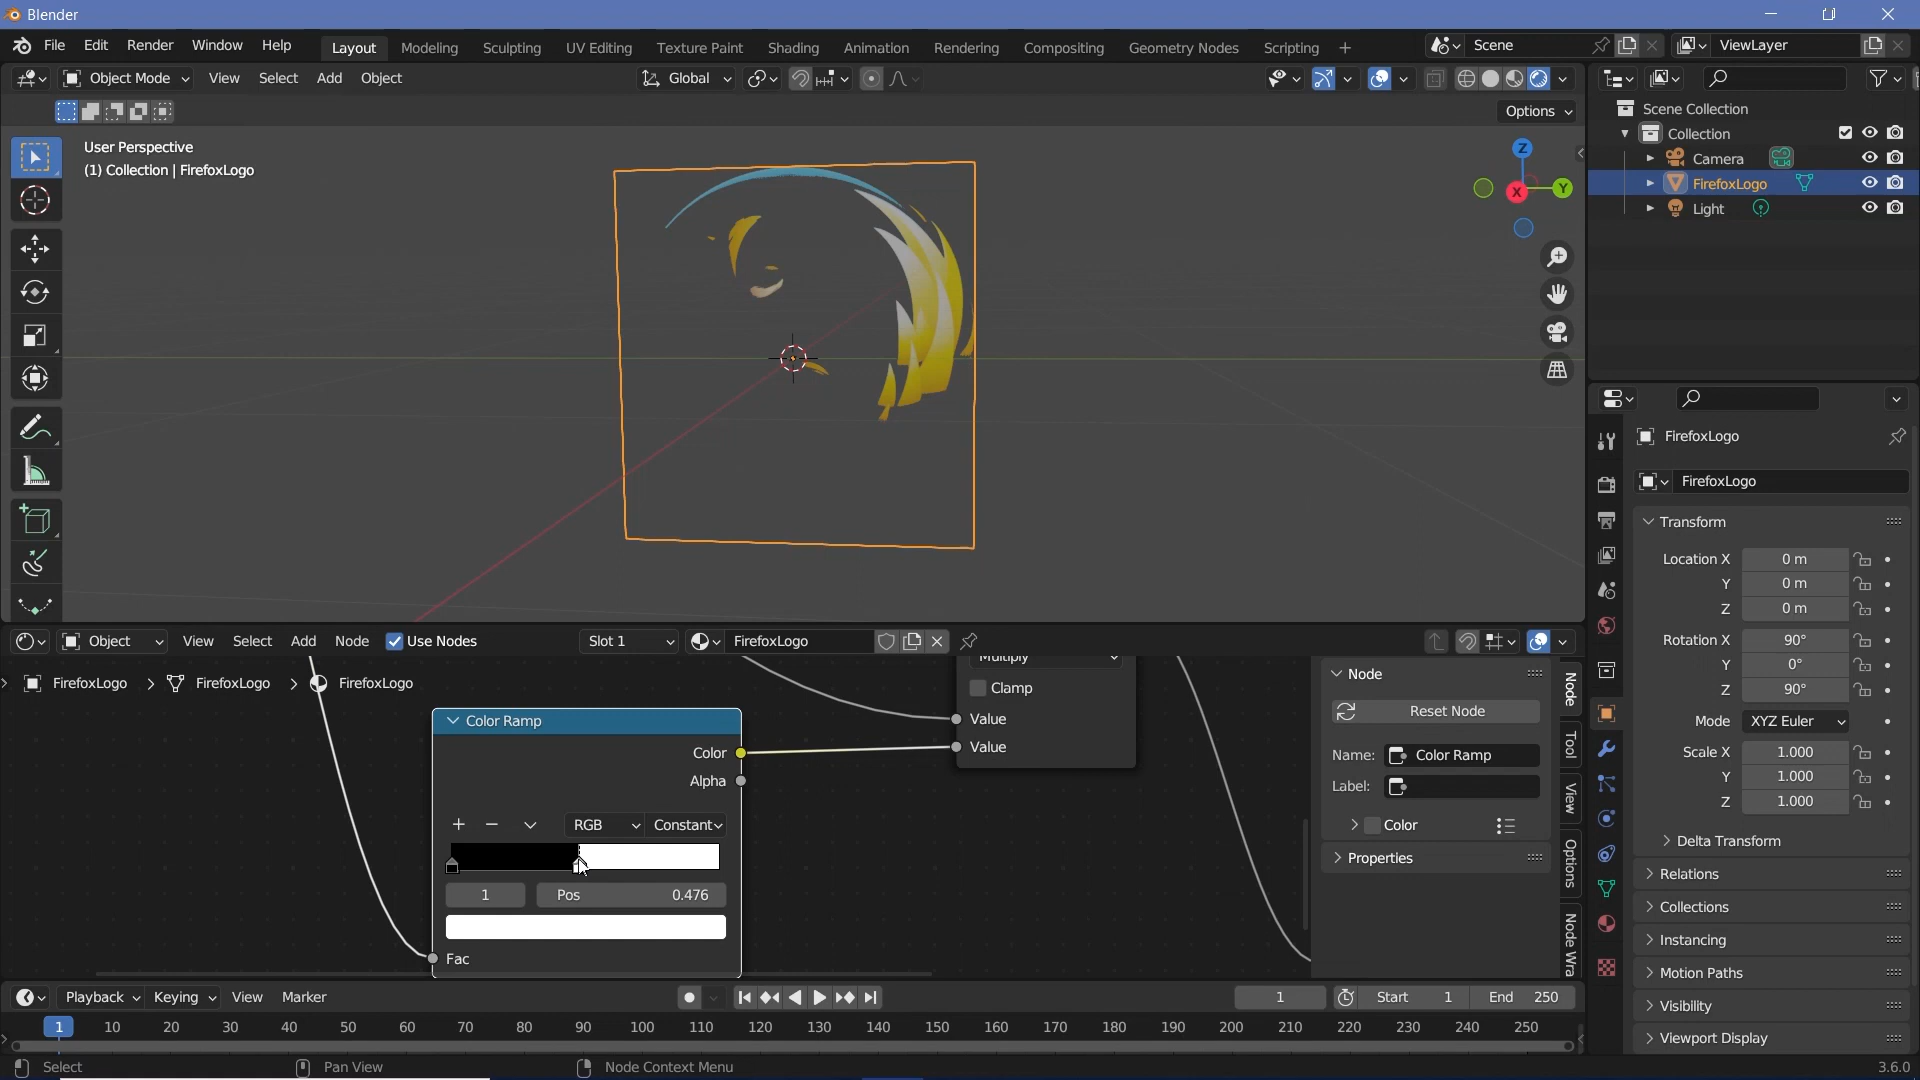 Blender
File Edit Render Window Help Layout Modeling Sculpting UV Editing Texture Paint Shading Animation Rendering Compositing Geometry Nodes Scripting Scene ViewLayer
Object Mode View Select Add Object Global
Options
User Perspective
(1) Collection | FirefoxLogo
Z
Y
X
Scene Collection
Collection
Camera
FirefoxLogo
Light
FirefoxLogo
FirefoxLogo
Transform
Location X 0 m
Y 0 m
Z 0 m
Rotation X 90°
Y 0°
Z 90°
Mode XYZ Euler
Scale X 1.000
Y 1.000
Z 1.000
Delta Transform
Relations
Collections
Instancing
Motion Paths
Visibility
Viewport Display
Object View Select Add Node Use Nodes Slot 1 FirefoxLogo
FirefoxLogo FirefoxLogo FirefoxLogo
Multiply
Clamp
Value
Value
Color Ramp
Color
Alpha
RGB Constant
1 Pos 0.476
Fac
Node
Reset Node
Name: Color Ramp
Label:
Color
Properties
Node
Tool
View
Options
Node Wra
Playback Keying View Marker 1 Start 1 End 250
1 10 20 30 40 50 60 70 80 90 100 110 120 130 140 150 160 170 180 190 200 210 220 230 240 250
Select Pan View Node Context Menu 3.6.0